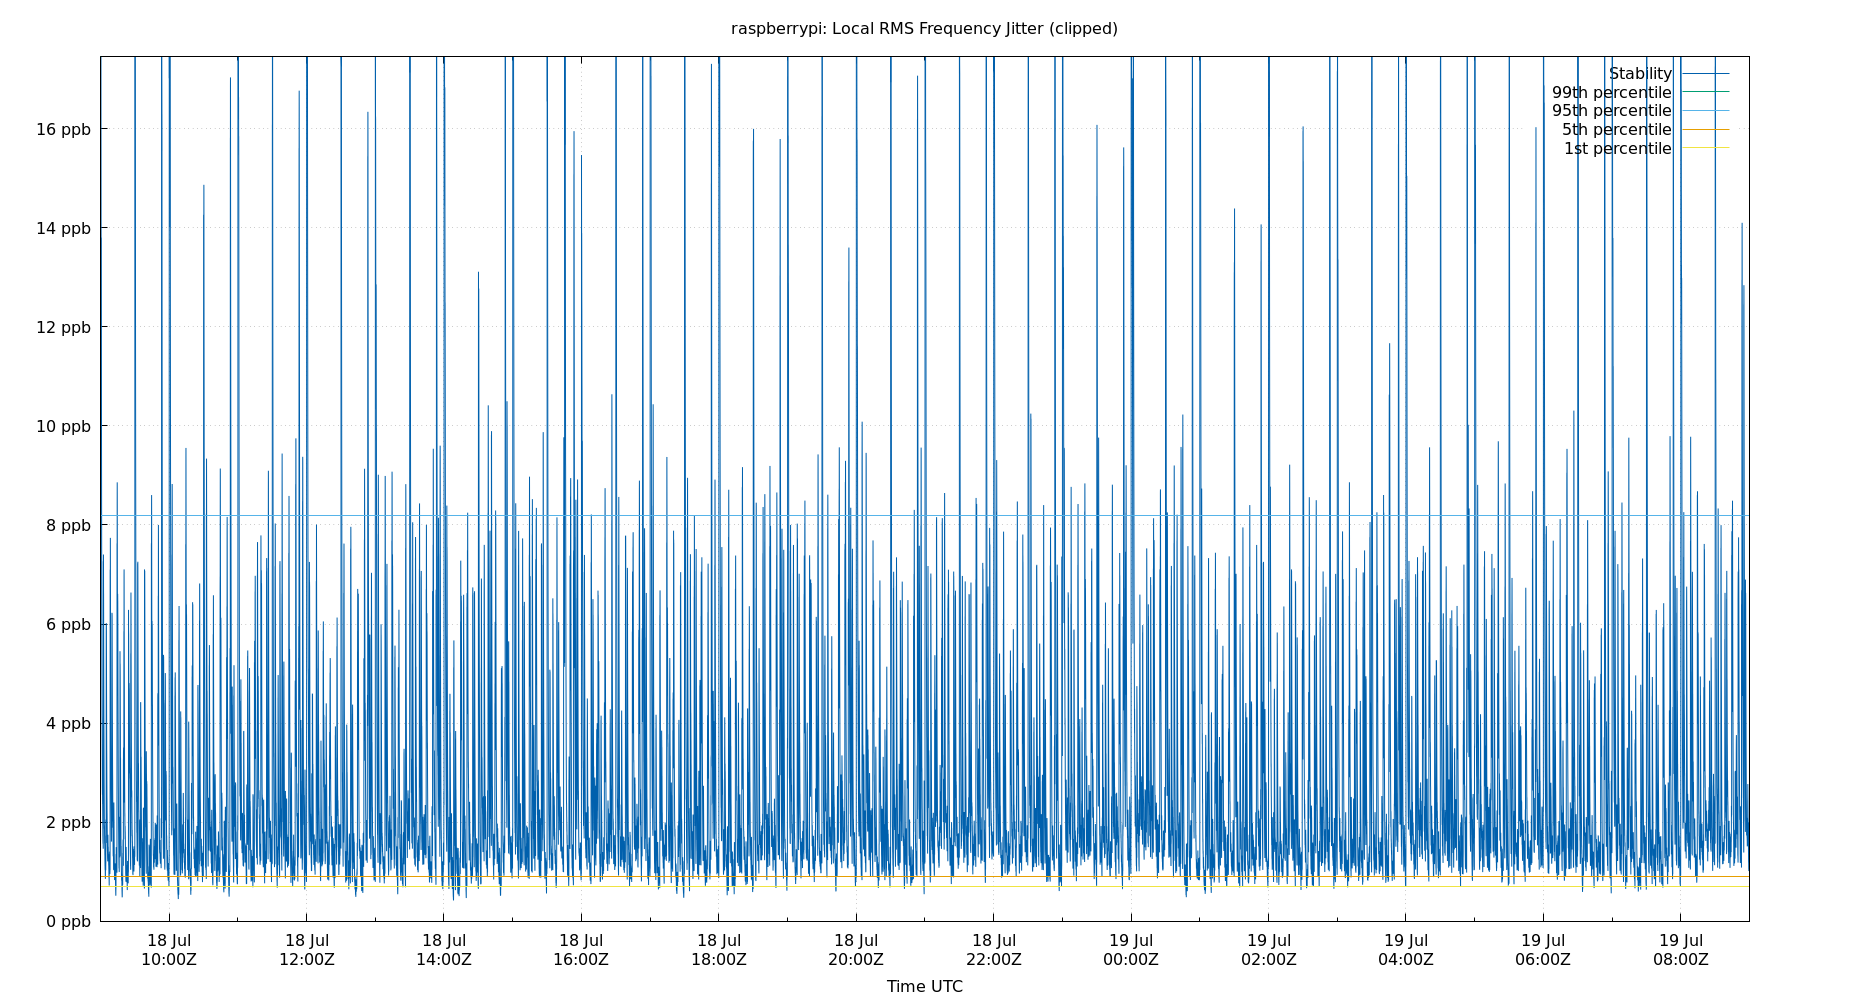 raspberrypi: Local RMS Frequency Jitter (clipped)
Stability
99th percentile
95th percentile
5th percentile
1st percentile
16 ppb
14 ppb
12 ppb
10 ppb
8 ppb
6 ppb
4 ppb
2 ppb
0 ppb
18 Jul 18 Jul 18 Jul 18 Jul 18 Jul 18 Jul 18 Jul 19 Jul 19 Jul 19 Jul 19 Jul 19 Jul
10:00Z 12:00Z 14:00Z 16:00Z 18:00Z 20:00Z 22:00Z 00:00Z 02:00Z 04:00Z 06:00Z 08:00Z
Time UTC